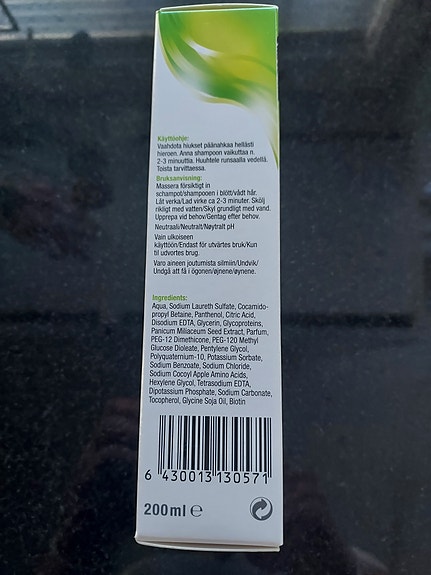 Käyttöohje:
Vaahdota hiukset päänahkaa hellästi
hieroen. Anna shampoon vaikuttaa n.
2-3 minuuttia. Huuhtele runsaalla vedellä.
Toista tarvittaessa.
Bruksanvisning:
Massera försiktigt in
schampot/shampooen i blött/vådt hår.
Låt verka/Lad virke ca 2-3 minuter. Skölj
rikligt med vatten/Skyl grundigt med vand.
Upprepa vid behov/Gentag efter behov.
Neutraali/Neutralt/Nøytralt pH
Vain ulkoiseen
käyttöön/Endast för utvärtes bruk/Kun
til udvortes brug.
Varo aineen joutumista silmiin/Undvik/
Undgå att få i ögonen/øjnene/øynene.
Ingredients:
Aqua, Sodium Laureth Sulfate, Cocamido-
propyl Betaine, Panthenol, Citric Acid,
Disodium EDTA, Glycerin, Glycoproteins,
Panicum Miliaceum Seed Extract, Parfum,
PEG-12 Dimethicone, PEG-120 Methyl
Glucose Dioleate, Pentylene Glycol,
Polyquaternium-10, Potassium Sorbate,
Sodium Benzoate, Sodium Chloride,
Sodium Cocoyl Apple Amino Acids,
Hexylene Glycol, Tetrasodium EDTA,
Dipotassium Phosphate, Sodium Carbonate,
Tocopherol, Glycine Soja Oil, Biotin
6 430013 130571
200ml e